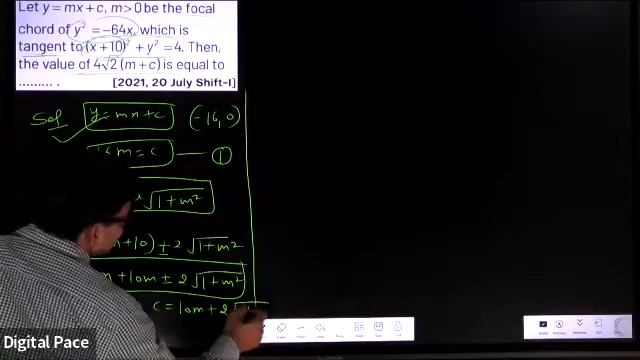 Let y = mx + c, m > 0 be the focal
chord of y² = −64x, which is
tangent to (x + 10)² + y² = 4. Then,
the value of 4√2 (m + c) is equal to
.......... [2021, 20 July Shift-I]
Sol y = mx + c (-16, 0)
16 m = c — ①
√1 + m²
+ 10) ± 2 √1 + m²
+ 10m ± 2 √1 + m²
c = 10m + 2
Digital Pace